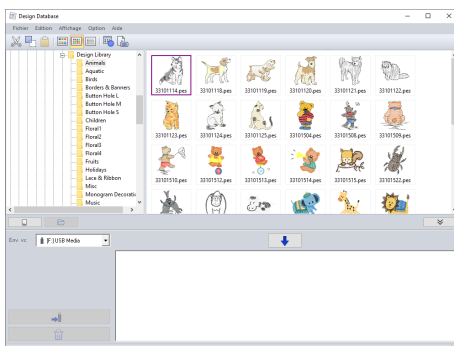 Design Database
Fichier Edition Affichage Option Aide
Design Library
Animals
Aquatic
Birds
Borders & Banners
Button Hole L
Button Hole M
Button Hole S
Children
Floral1
Floral2
Floral3
Floral4
Fruits
Holidays
Lace & Ribbon
Misc
Monogram Decoratio
Music
33101114.pes 33101118.pes 33101119.pes 33101120.pes 33101121.pes 33101122.pes
33101123.pes 33101124.pes 33101125.pes 33101504.pes 33101508.pes 33101509.pes
33101510.pes 33101512.pes 33101513.pes 33101514.pes 33101515.pes 33101522.pes
Env. vs: [F:]USB Media